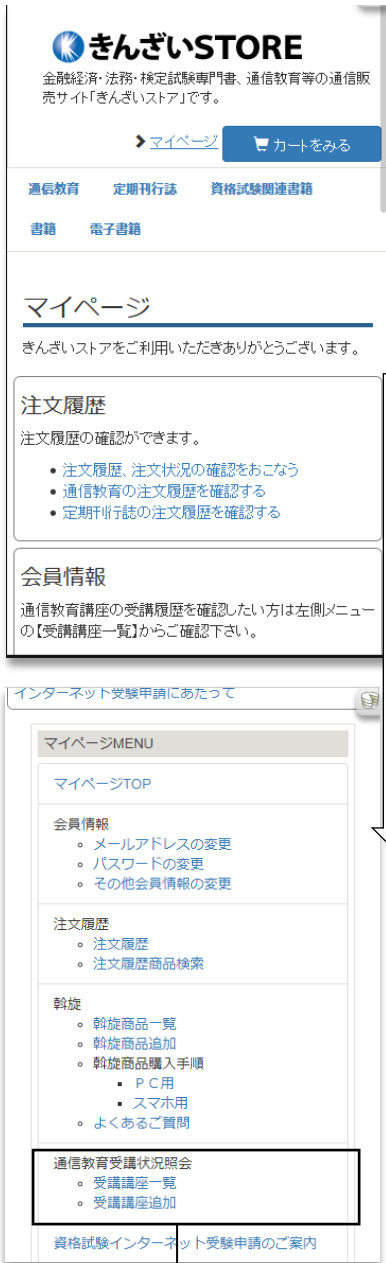 きんざいSTORE
金融経済・法務・検定試験専門書、通信教育等の通信販
売サイト「きんざいストア」です。
マイページ
カートをみる
通信教育 定期刊行誌 資格試験関連書籍
書籍 電子書籍
マイページ
きんざいストアをご利用いただきありがとうございます。
注文履歴
注文履歴の確認ができます。
注文履歴、注文状況の確認をおこなう
通信教育の注文履歴を確認する
定期刊行誌の注文履歴を確認する
会員情報
通信教育講座の受講履歴を確認したい方は左側メニュー
の【受講講座一覧】からご確認下さい。
インターネット受験申請にあたって
マイページMENU
マイページTOP
会員情報
メールアドレスの変更
パスワードの変更
その他会員情報の変更
注文履歴
注文履歴
注文履歴商品検索
斡旋
斡旋商品一覧
斡旋商品追加
斡旋商品購入手順
PC用
スマホ用
よくあるご質問
通信教育受講状況照会
受講講座一覧
受講講座追加
資格試験インターネット受験申請のご案内